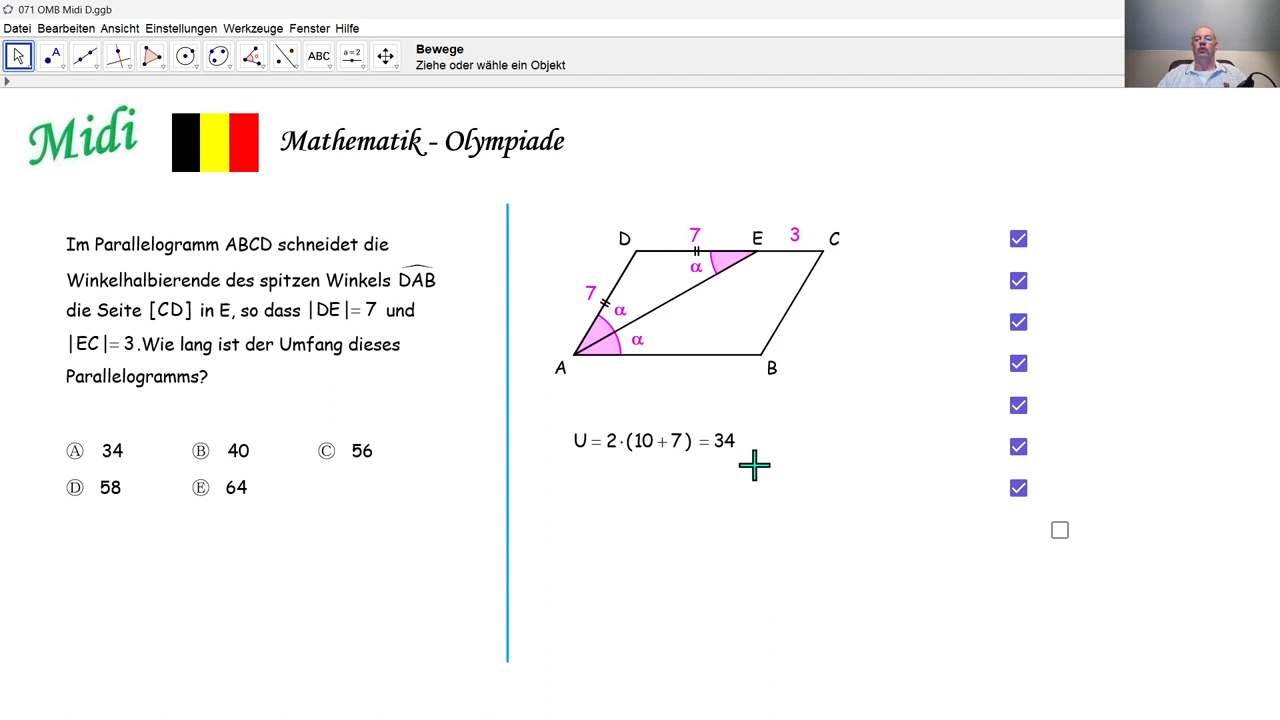 071 OMB Midi D.ggb
Datei Bearbeiten Ansicht Einstellungen Werkzeuge Fenster Hilfe
A
ABC
a=2
Bewege
Ziehe oder wähle ein Objekt
Midi
Mathematik - Olympiade
Im Parallelogramm ABCD schneidet die
Winkelhalbierende des spitzen Winkels DAB
die Seite [CD] in E, so dass |DE|= 7 und
|EC|= 3.Wie lang ist der Umfang dieses
Parallelogramms?
Ⓐ 34 Ⓑ 40 Ⓒ 56
Ⓓ 58 Ⓔ 64
D 7 E 3 C
α
7 α
α
A B
U = 2·(10+7) = 34